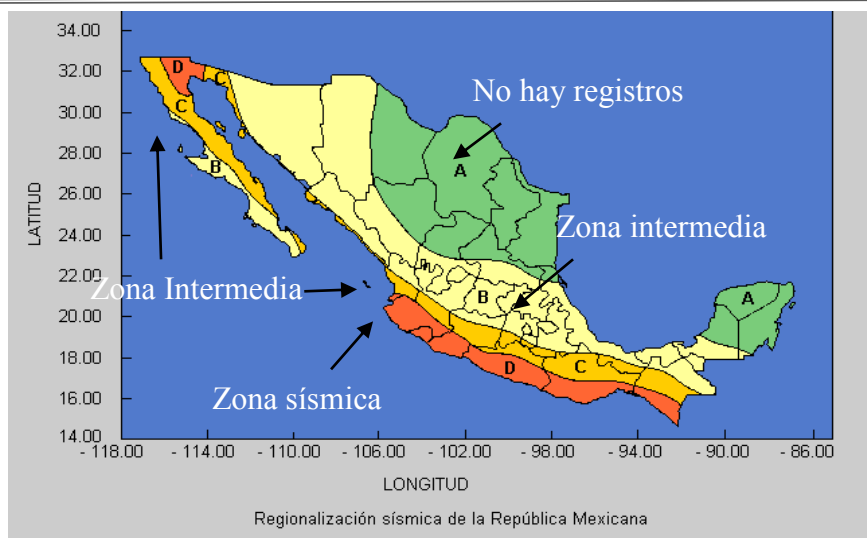 34.00
32.00
30.00
28.00
26.00
24.00
22.00
20.00
18.00
16.00
14.00
LATITUD
D
C
C
B
No hay registros
A
Zona intermedia
Zona Intermedia
B
A
Zona sísmica
D
C
- 118.00 - 114.00 - 110.00 - 106.00 - 102.00 - 98.00 - 94.00 - 90.00 - 86.00
LONGITUD
Regionalización sísmica de la República Mexicana